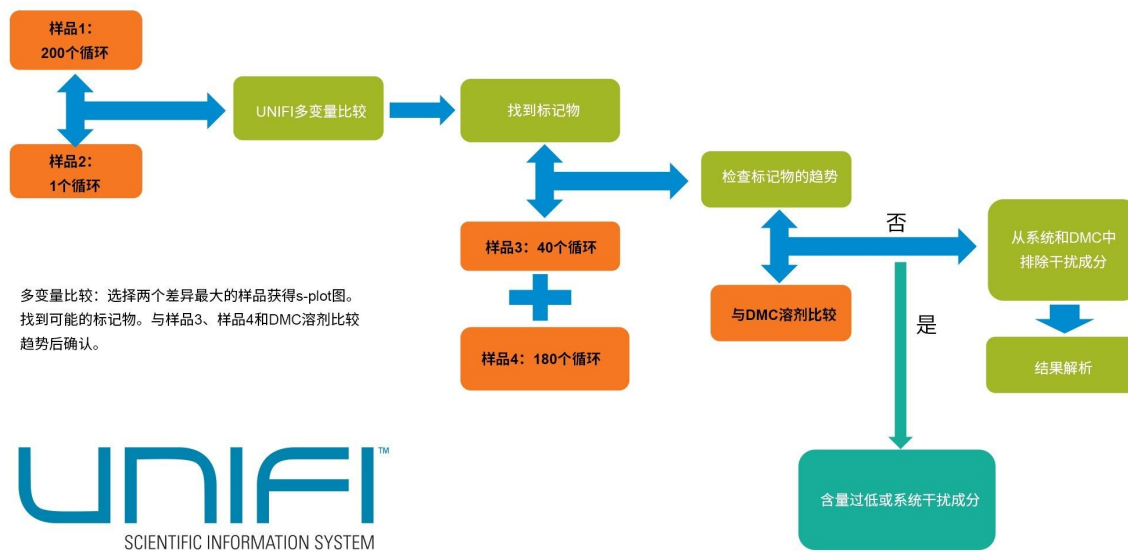 样品1：
200个循环
样品2：
1个循环
UNIFI多变量比较
找到标记物
样品3：40个循环
样品4：180个循环
检查标记物的趋势
与DMC溶剂比较
否
是
从系统和DMC中
排除干扰成分
结果解析
含量过低或系统干扰成分
多变量比较：选择两个差异最大的样品获得s-plot图。
找到可能的标记物。与样品3、样品4和DMC溶剂比较
趋势后确认。
UNIFI™
SCIENTIFIC INFORMATION SYSTEM